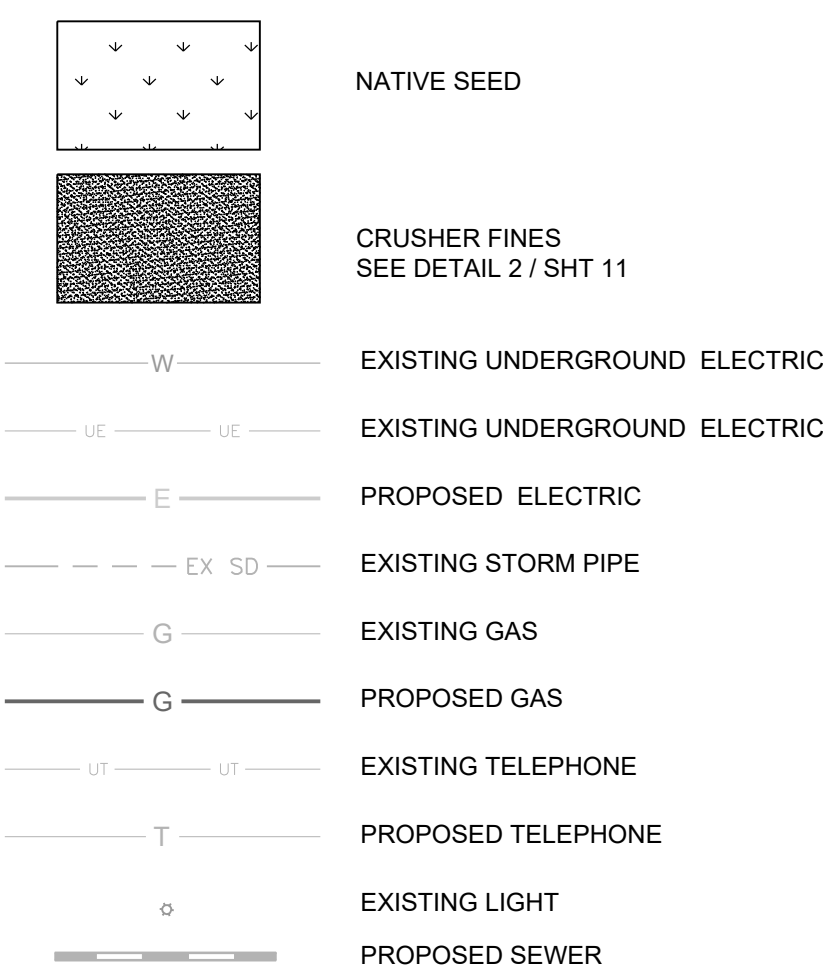 NATIVE SEED
CRUSHER FINES
SEE DETAIL 2 / SHT 11
W EXISTING UNDERGROUND ELECTRIC
UE UE EXISTING UNDERGROUND ELECTRIC
E PROPOSED ELECTRIC
EX SD EXISTING STORM PIPE
G EXISTING GAS
G PROPOSED GAS
UT UT EXISTING TELEPHONE
T PROPOSED TELEPHONE
EXISTING LIGHT
PROPOSED SEWER